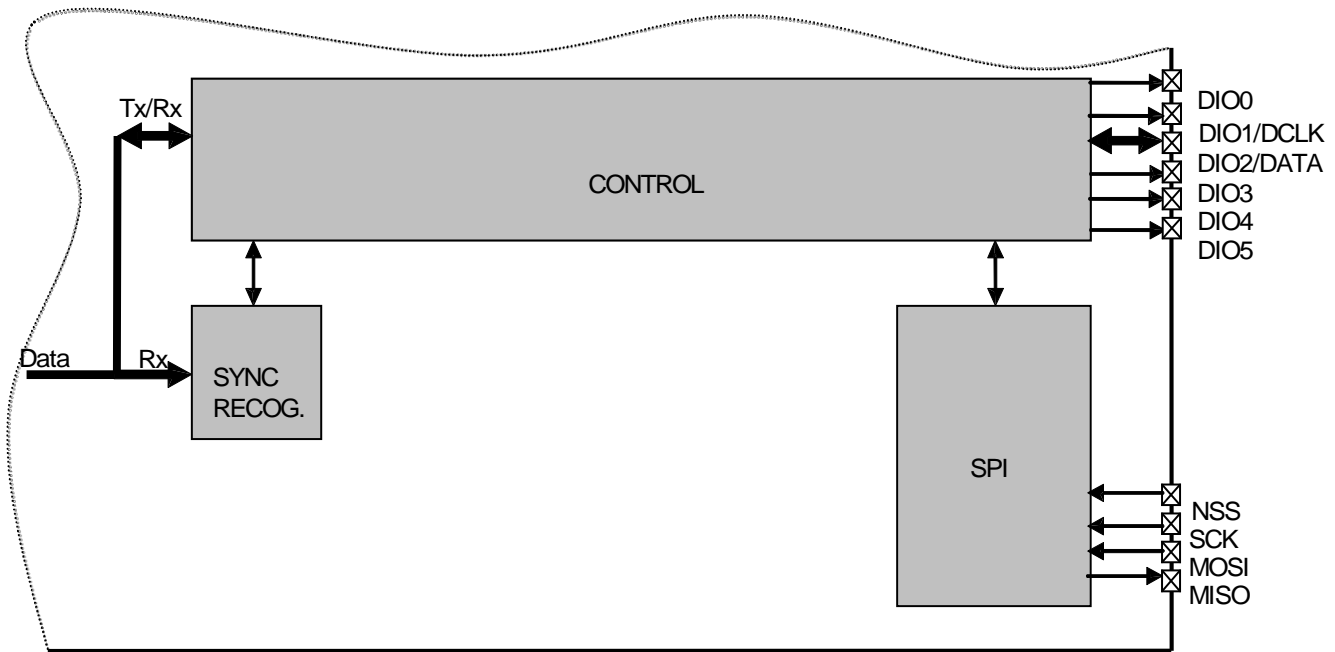 Tx/Rx
CONTROL
DIO0
DIO1/DCLK
DIO2/DATA
DIO3
DIO4
DIO5
Data
Rx
SYNC
RECOG.
SPI
NSS
SCK
MOSI
MISO